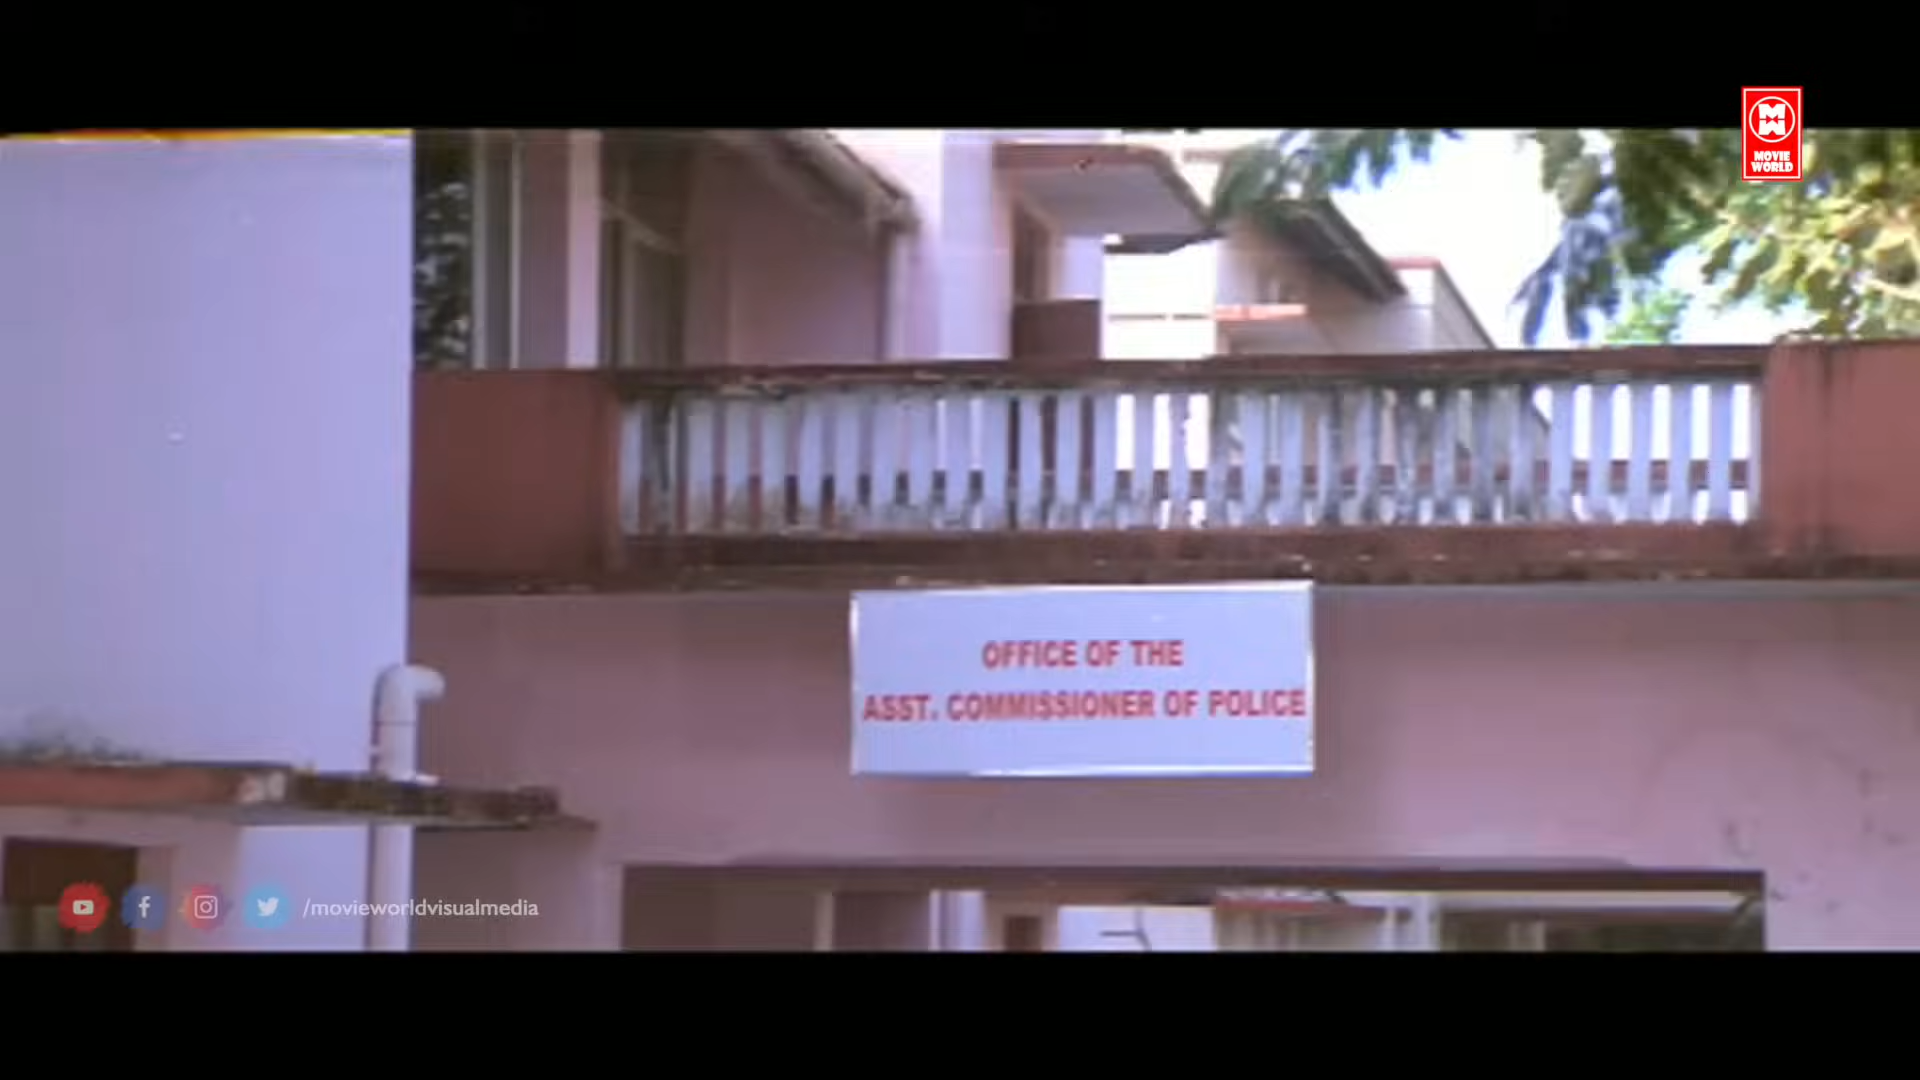 MOVIE
WORLD
OFFICE OF THE
ASST. COMMISSIONER OF POLICE
/movieworldvisualmedia